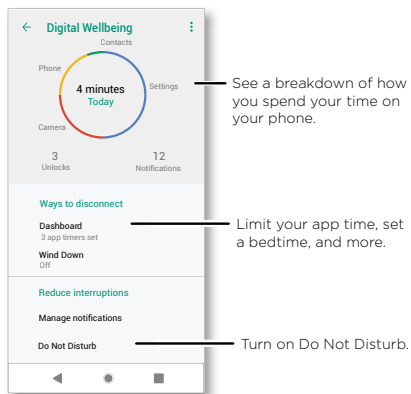 Digital Wellbeing
Contacts
Phone
Settings
4 minutes
Today
Camera
3
Unlocks
12
Notifications
Ways to disconnect
Dashboard
3 app timers set
Wind Down
Off
Reduce interruptions
Manage notifications
Do Not Disturb
See a breakdown of how
you spend your time on
your phone.
Limit your app time, set
a bedtime, and more.
Turn on Do Not Disturb.